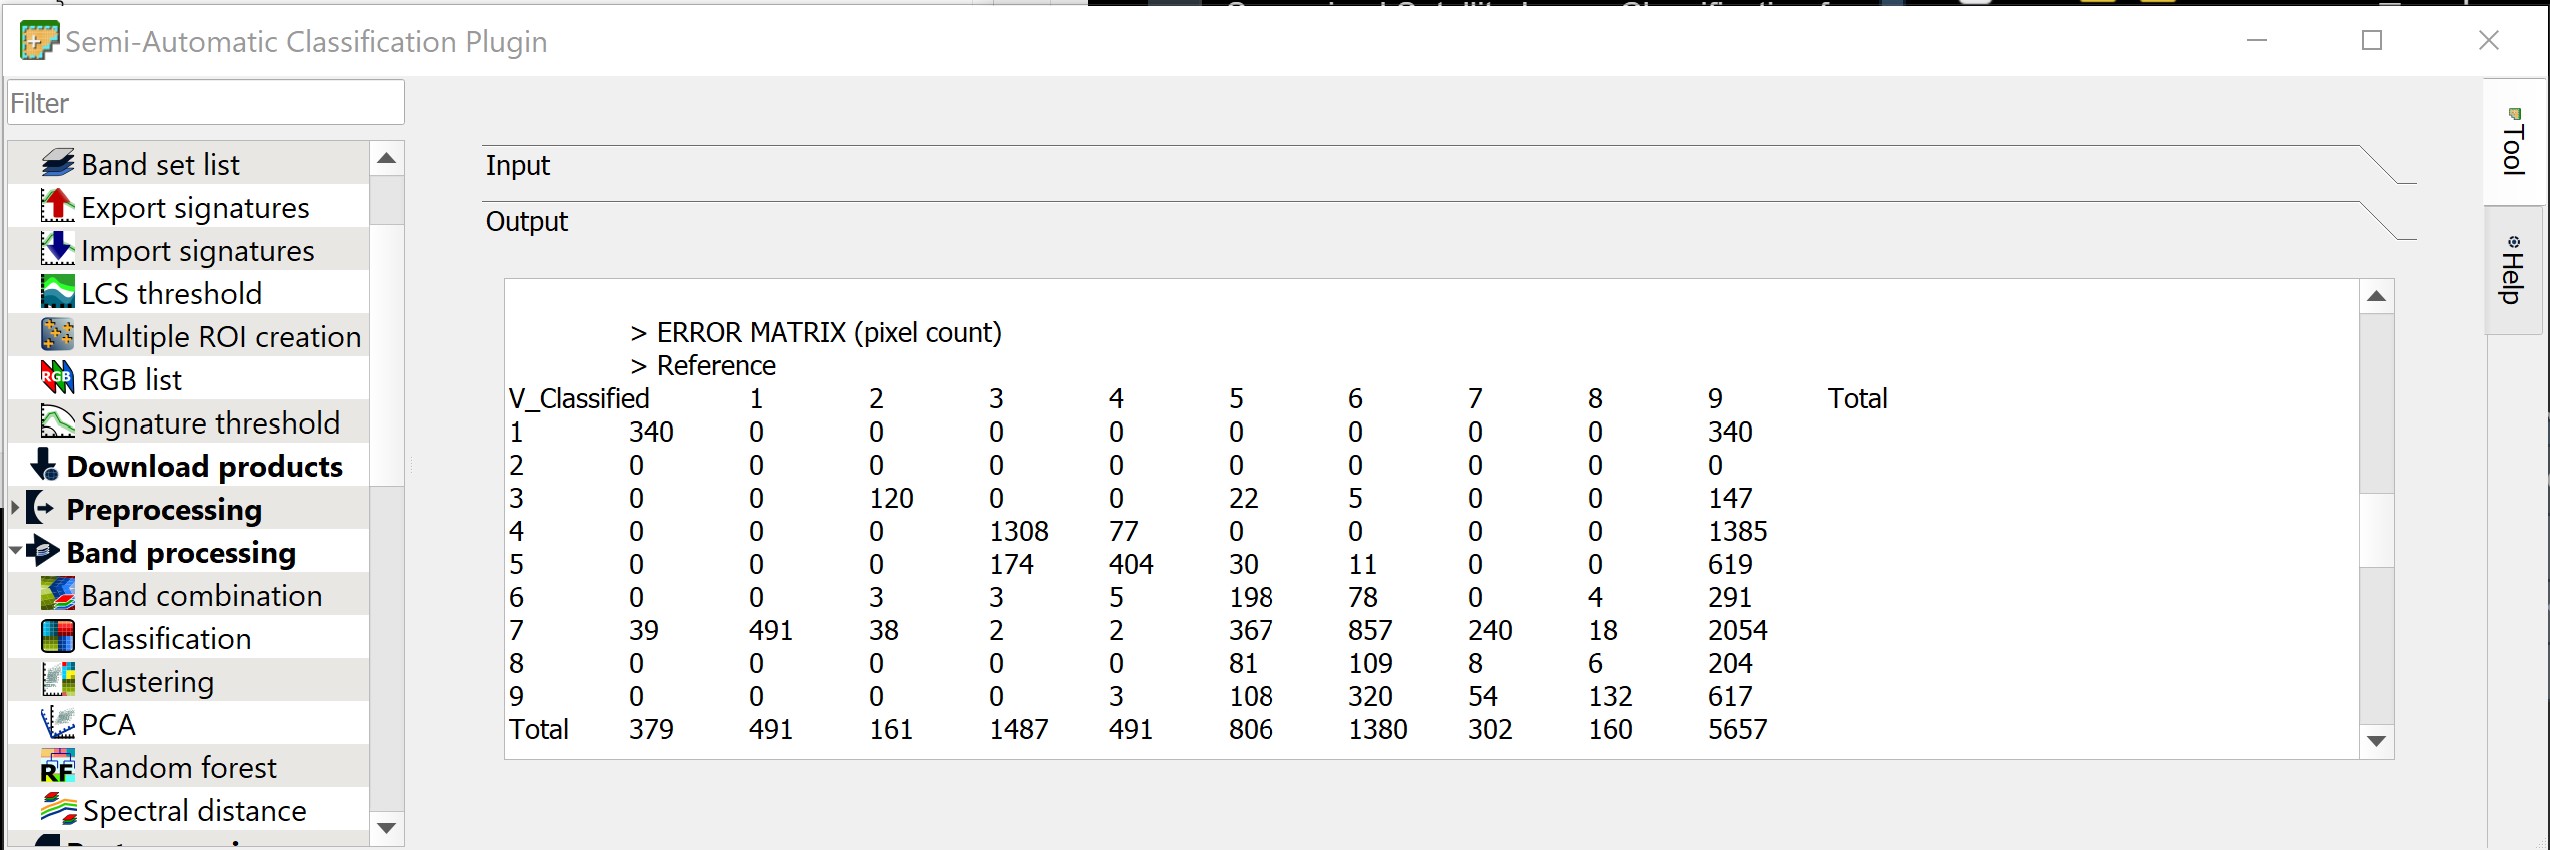 Semi-Automatic Classification Plugin
Filter
Band set list
Export signatures
Import signatures
LCS threshold
Multiple ROI creation
RGB list
Signature threshold
Download products
Preprocessing
Band processing
Band combination
Classification
Clustering
PCA
Random forest
Spectral distance
Input
Output
> ERROR MATRIX (pixel count)
> Reference
V_Classified 1 2 3 4 5 6 7 8 9 Total
1 340 0 0 0 0 0 0 0 0 340
2 0 0 0 0 0 0 0 0 0 0
3 0 0 120 0 0 22 5 0 0 147
4 0 0 0 1308 77 0 0 0 0 1385
5 0 0 0 174 404 30 11 0 0 619
6 0 0 3 3 5 198 78 0 4 291
7 39 491 38 2 2 367 857 240 18 2054
8 0 0 0 0 0 81 109 8 6 204
9 0 0 0 0 3 108 320 54 132 617
Total 379 491 161 1487 491 806 1380 302 160 5657
Tool
Help
RGB
RF